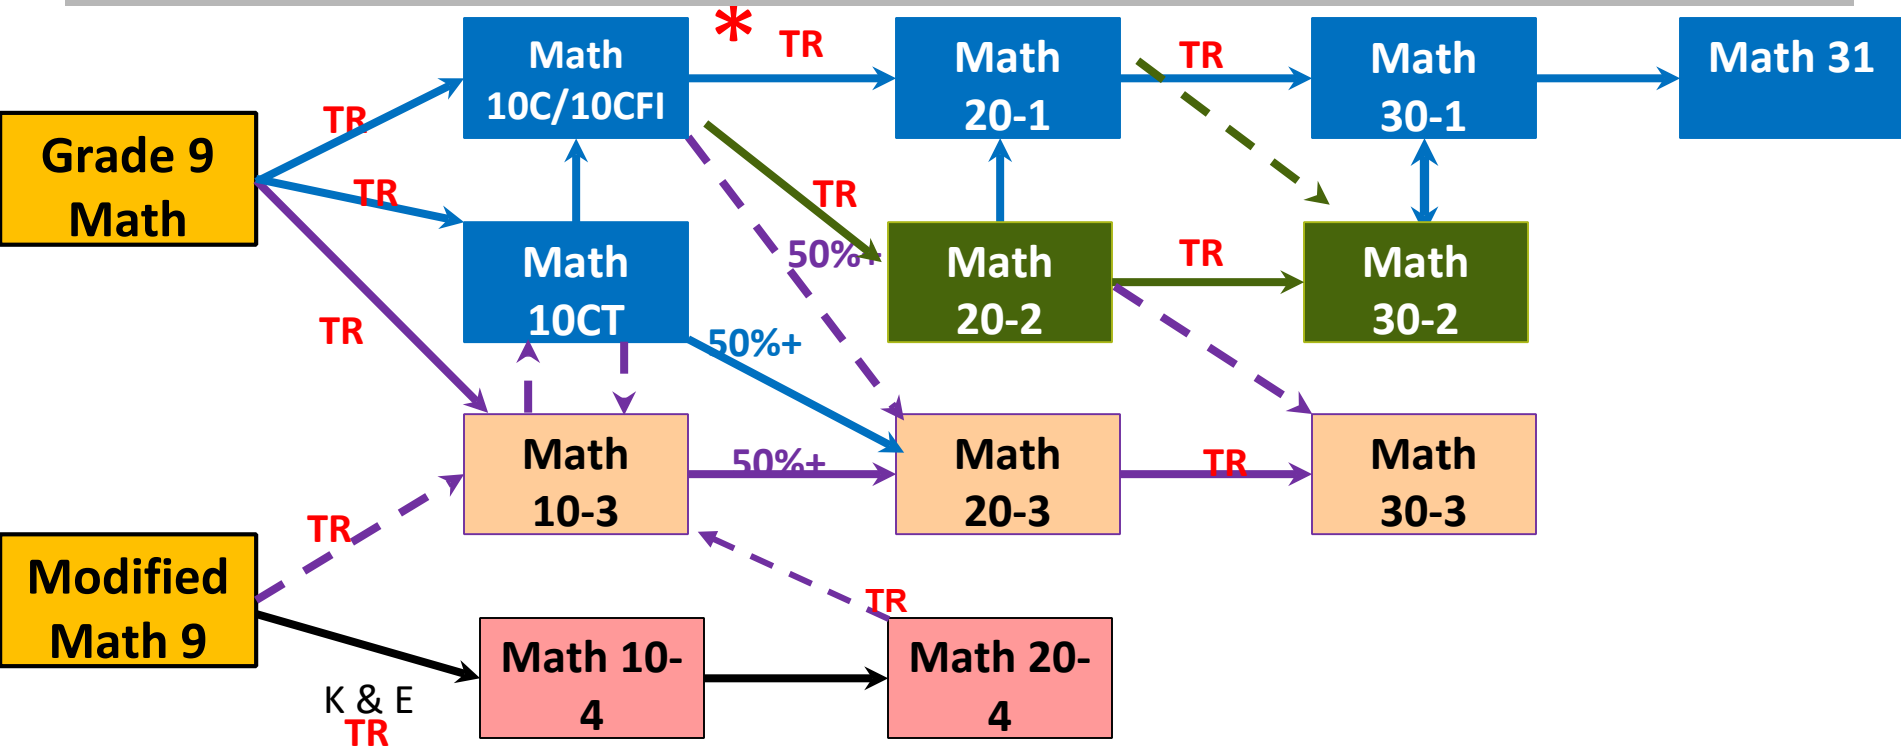 *
TR
TR
Math
10C/10CFI
Math
20-1
Math
30-1
Math 31
TR
Grade 9
Math
TR
TR
TR
50%+
TR
Math
10CT
Math
20-2
Math
30-2
TR
50%+
Math
10-3
50%+
Math
20-3
TR
Math
30-3
TR
Modified
Math 9
TR
Math 10-
4
Math 20-
4
K & E
TR